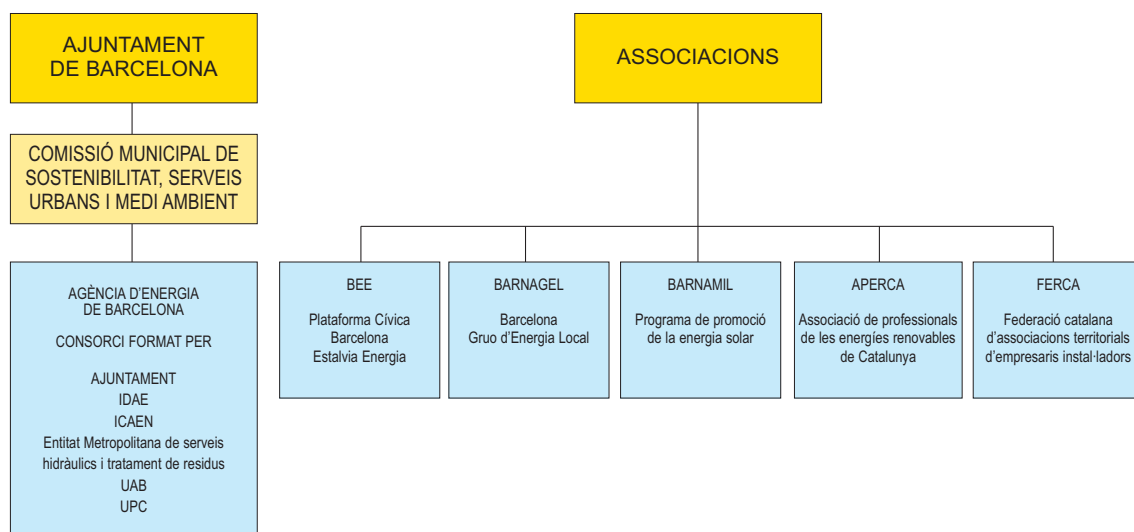 AJUNTAMENT
DE BARCELONA
COMISSIÓ MUNICIPAL DE
SOSTENIBILITAT, SERVEIS
URBANS I MEDI AMBIENT
AGÈNCIA D'ENERGIA
DE BARCELONA
CONSORCI FORMAT PER
AJUNTAMENT
IDAE
ICAEN
Entitat Metropolitana de serveis
hidràulics i tratament de residus
UAB
UPC
ASSOCIACIONS
BEE
Plataforma Cívica
Barcelona
Estalvia Energia
BARNAGEL
Barcelona
Gruo d'Energia Local
BARNAMIL
Programa de promoció
de la energia solar
APERCA
Associació de professionals
de les energíes renovables
de Catalunya
FERCA
Federació catalana
d'associations territorials
d'empresaris instal·ladors